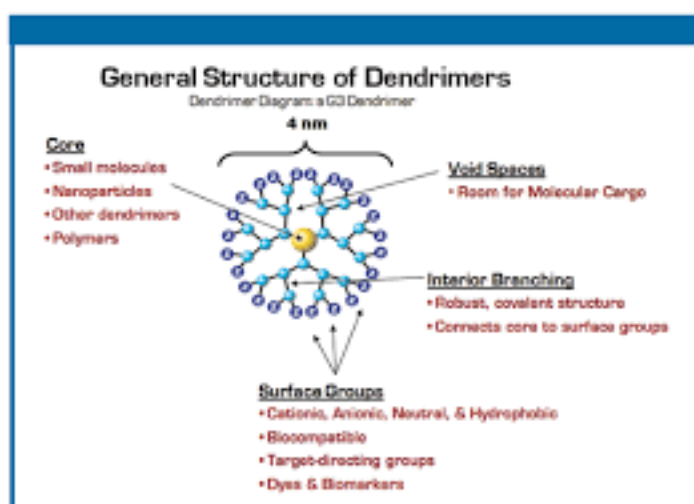 General Structure of Dendrimers
Dendrimer Diagram: a G3 Dendrimer
4 nm
Core
• Small molecules
• Nanoparticles
• Other dendrimers
• Polymers
Void Spaces
• Room for Molecular Cargo
Interior Branching
• Robust, covalent structure
• Connects core to surface groups
Surface Groups
• Cationic, Anionic, Neutral, & Hydrophobic
• Biocompatible
• Target-directing groups
• Dyes & Biomarkers